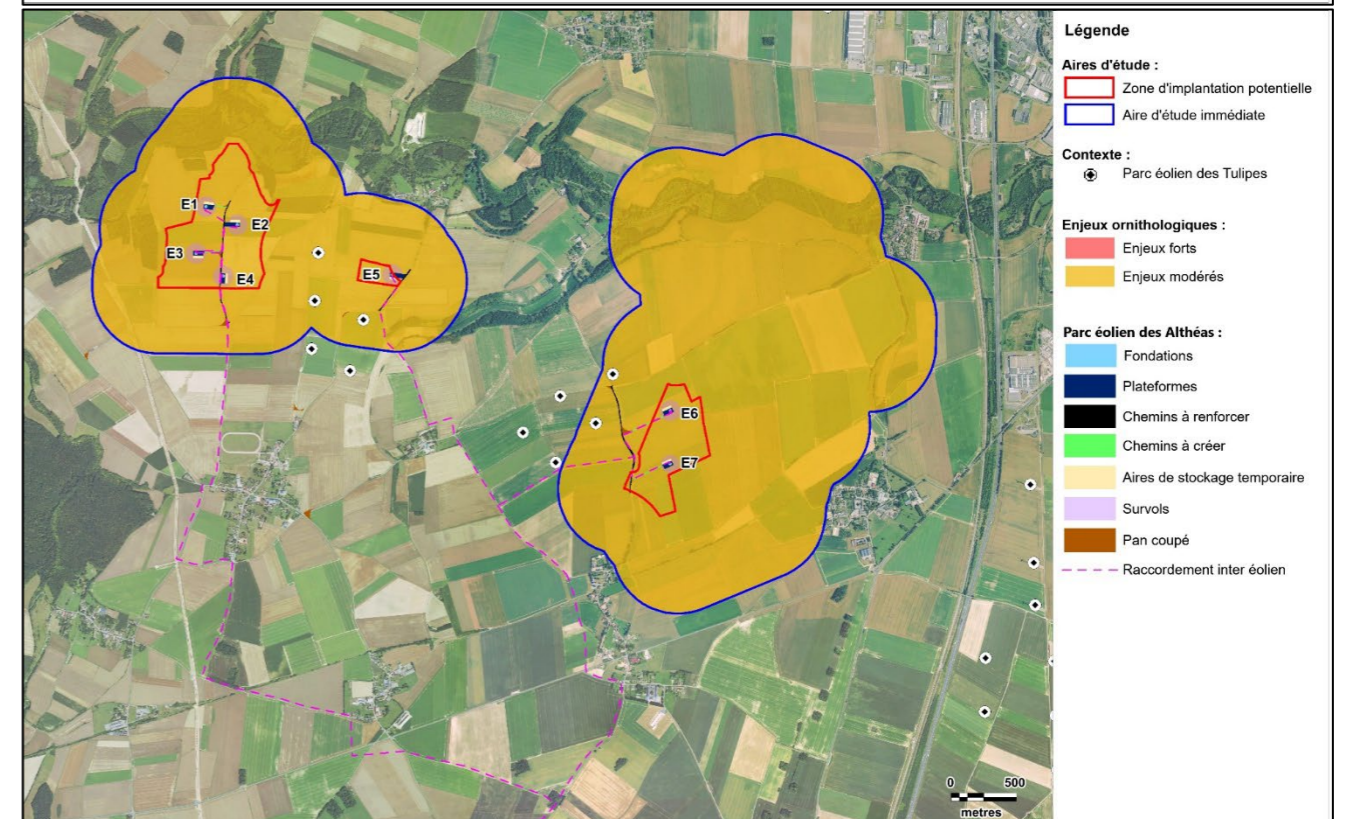 Légende
Aires d'étude :
Zone d'implantation potentielle
Aire d'étude immédiate
Contexte :
Parc éolien des Tulipes
Enjeux ornithologiques :
Enjeux forts
Enjeux modérés
Parc éolien des Althéas :
Fondations
Plateformes
Chemins à renforcer
Chemins à créer
Aires de stockage temporaire
Survols
Pan coupé
Raccordement inter éolien
E1
E2
E3
E4
E5
E6
E7
0 500
metres